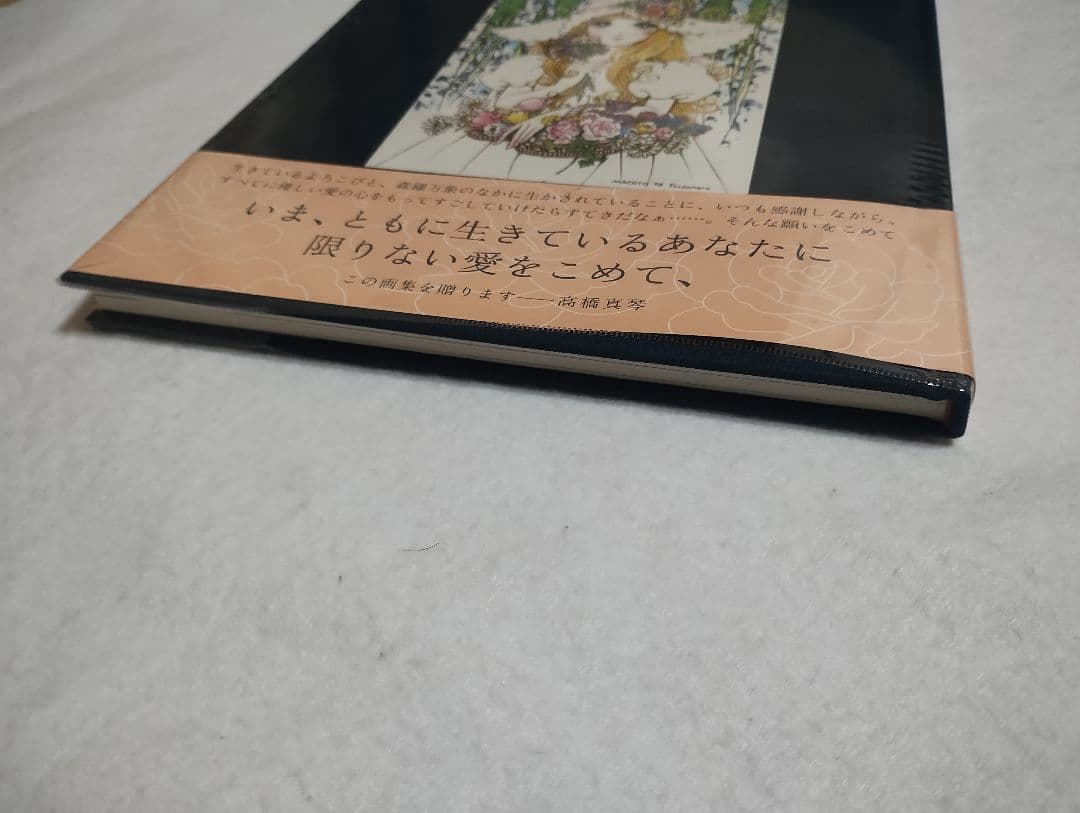 生きているよろこびと、森羅万象のなかに生かされていることに、いつも感謝しながら、
すべてに優しい愛の心をもってすごしていけたらすてきだなぁ……。そんな願いをこめて
いま、ともに生きているあなたに
限りない愛をこめて、
この画集を贈ります——高橋真琴